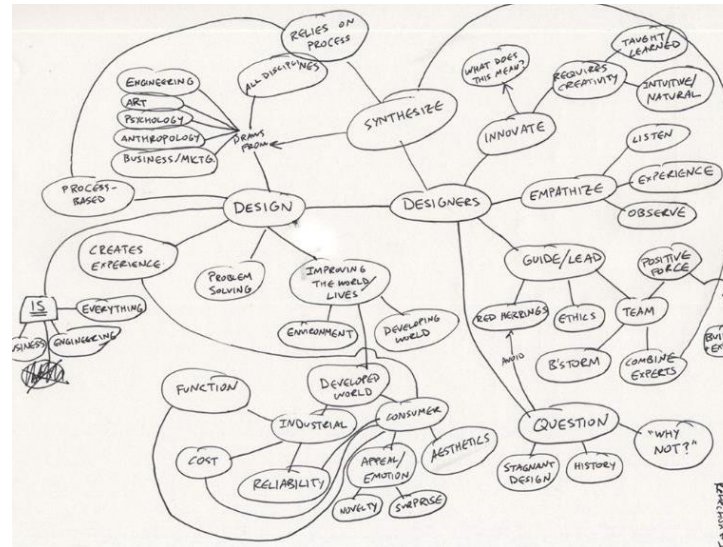 RELIES ON
PROCESS
ALL DISCIPLINES
ENGINEERING
ART
PSYCHOLOGY
ANTHROPOLOGY
BUSINESS/MKTG.
DRAWS
FROM
SYNTHESIZE
WHAT DOES
THIS MEAN?
REQUIRES
CREATIVITY
TAUGHT/
LEARNED
INTUITIVE/
NATURAL
INNOVATE
LISTEN
EMPATHIZE
EXPERIENCE
OBSERVE
PROCESS-
BASED
DESIGN
DESIGNERS
CREATES
EXPERIENCE
PROBLEM
SOLVING
IMPROVING
THE WORLD
LIVES
ENVIRONMENT
DEVELOPING
WORLD
GUIDE/LEAD
POSITIVE
FORCE
RED HERRINGS
ETHICS
TEAM
AVOID
B'STORM
COMBINE
EXPERTS
IS
EVERYTHING
ENGINEERING
FUNCTION
DEVELOPED
WORLD
INDUSTRIAL
CONSUMER
COST
RELIABILITY
APPEAL/
EMOTION
AESTHETICS
NOVELTY
SURPRISE
QUESTION
STAGNANT
DESIGN
HISTORY
"WHY
NOT?"